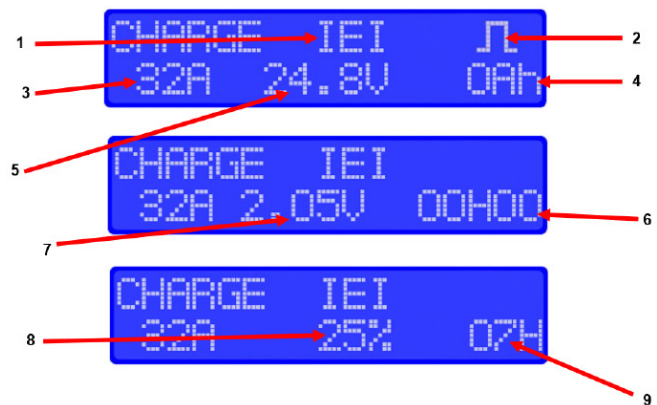 1 CHARGE IEI 2
3 32A 24.8V 0Ah 4
5
CHARGE IEI
32A 2.05V 00H00 6
7
CHARGE IEI
8 32A 25% 07H
9